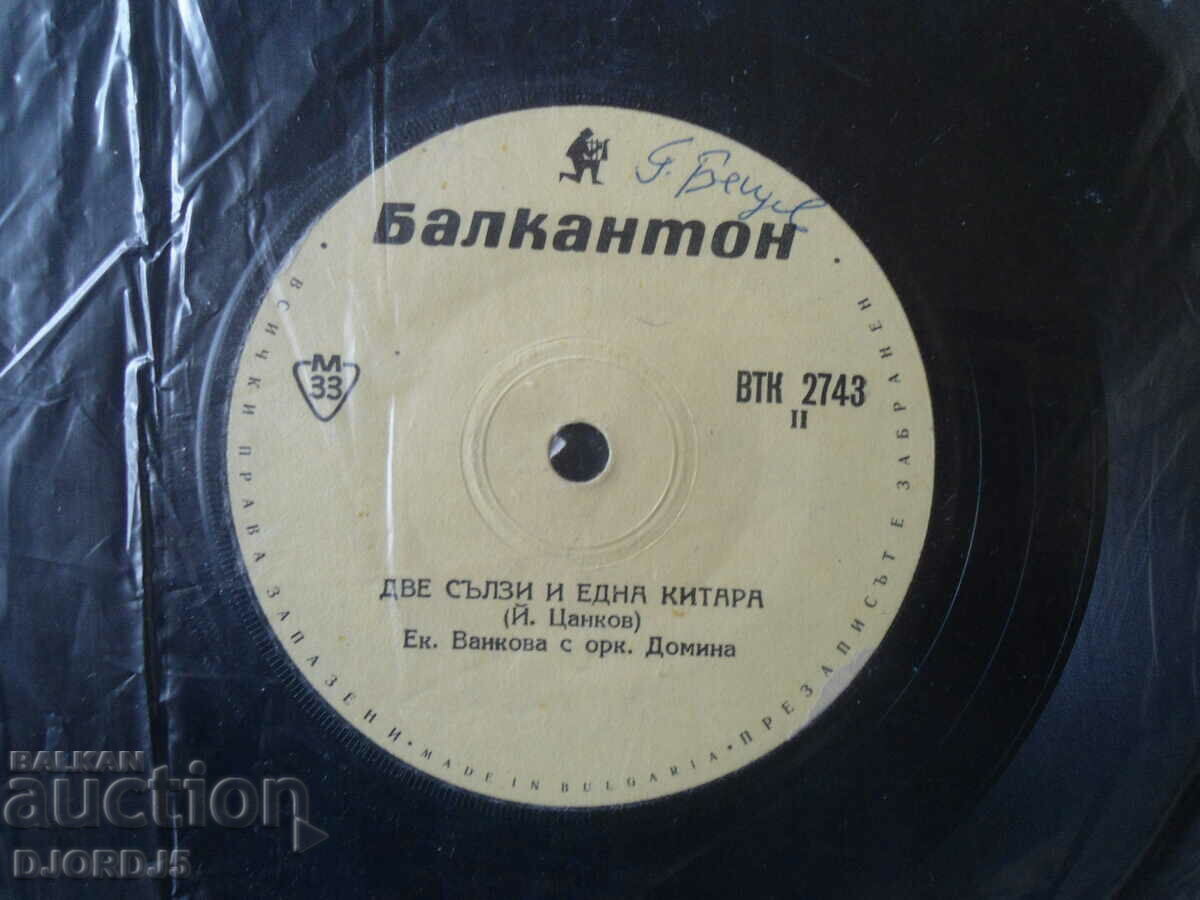 Балкантон
М
33
ВТК 2743
II
ДВЕ СЪЛЗИ И ЕДНА КИТАРА
(Й. Цанков)
Ек. Ванкова с орк. Домина
ВСИЧКИ ПРАВА ЗАПАЗЕНИ • MADE IN BULGARIA • ПРЕЗАПИСЪТ Е ЗАБРАНЕН
BALKAN
auction
DJORDJ5